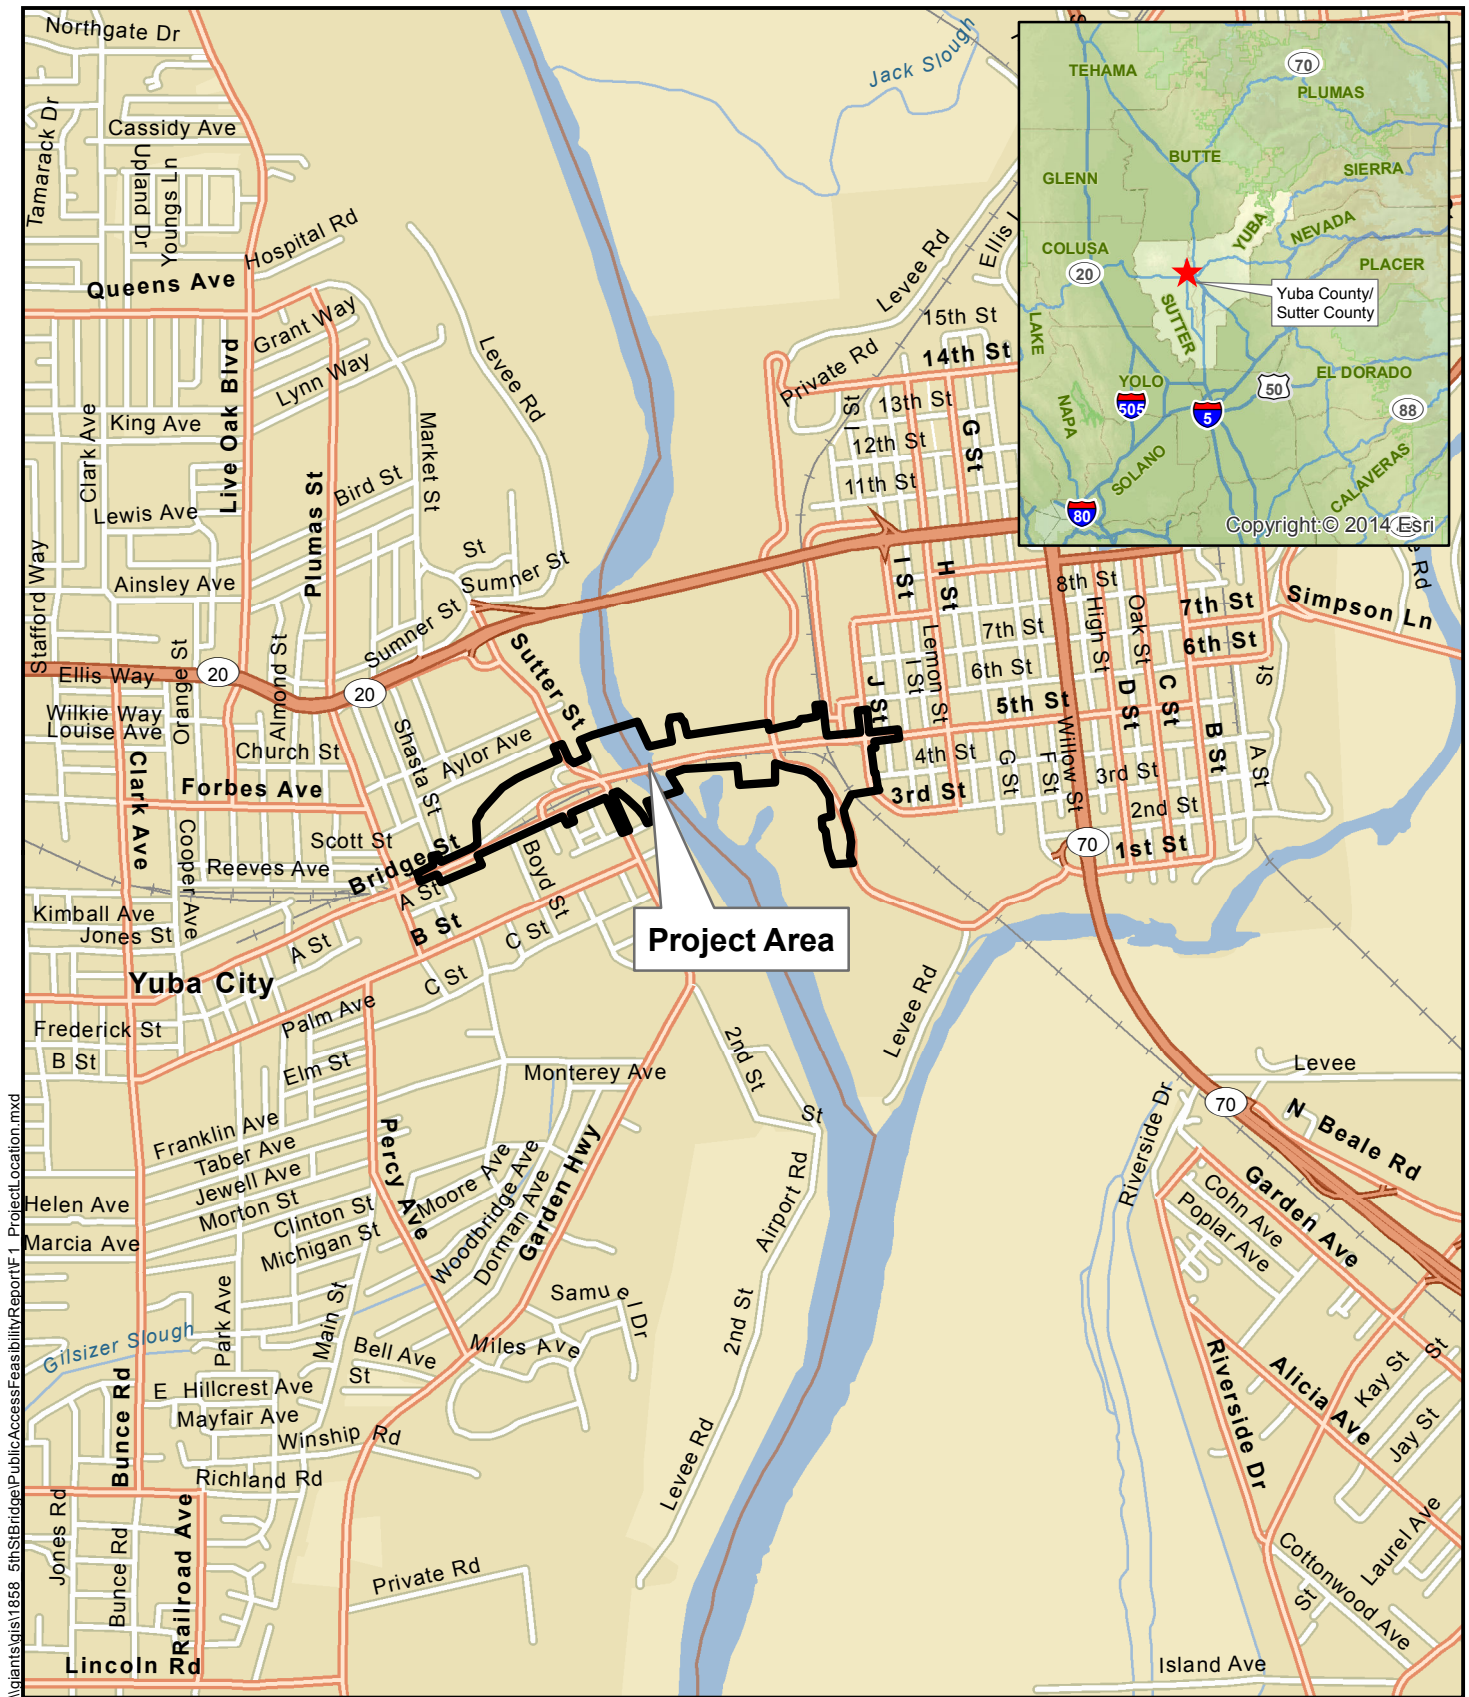 Northgate Dr
Jack Slough
Tamarack Dr
Cassidy Ave
Upland Dr
Youngs Ln
Hospital Rd
Queens Ave
Grant Way
Lynn Way
Levee Rd
Live Oak Blvd
King Ave
Clark Ave
Market St
Plumas St
Bird St
Lewis Ave
Stafford Way
Ainsley Ave
St
Sumner St
Sumner St
Orange St
Almond St
Ellis Way
20
20
Wilkie Way
Louise Ave
Church St
Shasta St
Aylor Ave
Sutter St
Clark Ave
Forbes Ave
Scott St
Cooper Ave
Reeves Ave
Bridge St
Boyd St
A St
B St
C St
Kimball Ave
Jones St
A St
Yuba City
C St
Palm Ave
Frederick St
B St
Elm St
Project Area
Levee Rd
Ellis
Private Rd
15th St
14th St
13th St
I St
12th St
G St
11th St
I St
H St
8th St
High St
Oak St
7th St
Simpson Ln
Rd
7th St
Lemon St
6th St
6th St
I St
J St
5th St
D St
C St
St
B St
A St
Willow St
4th St
G St
F St
3rd St
3rd St
2nd St
70
1st St
Levee Rd
2nd St
St
Monterey Ave
Franklin Ave
Taber Ave
Jewell Ave
Morton St
Clinton St
Michigan St
Percy Ave
Moore Ave
Woodbridge Ave
Dorman Ave
Garden Hwy
Helen Ave
Marcia Ave
Park Ave
Main St
Gilsizer Slough
Samuel Dr
Bell Ave
St
Miles Ave
E Hillcrest Ave
Mayfair Ave
Winship Rd
Bunce Rd
Richland Rd
Jones Rd
Bunce Rd
Railroad Ave
Private Rd
Lincoln Rd
Airport Rd
2nd St
Levee Rd
Levee
70
N Beale Rd
Riverside Dr
Garden Ave
Cohn Ave
Poplar Ave
Riverside Dr
Alicia Ave
Kay St
St
Jay St
Laurel Ave
Cottonwood Ave
St
Island Ave
TEHAMA
70
PLUMAS
BUTTE
GLENN
SIERRA
YUBA
NEVADA
COLUSA
20
PLACER
Yuba County/
Sutter County
SUTTER
LAKE
YOLO
EL DORADO
50
505
5
88
NAPA
SOLANO
CALAVERAS
80
Copyright:© 2014 Esri
\\giants\gis\1858_5thStBridge\PublicAccessFeasibilityReport\F1_ProjectLocation.mxd